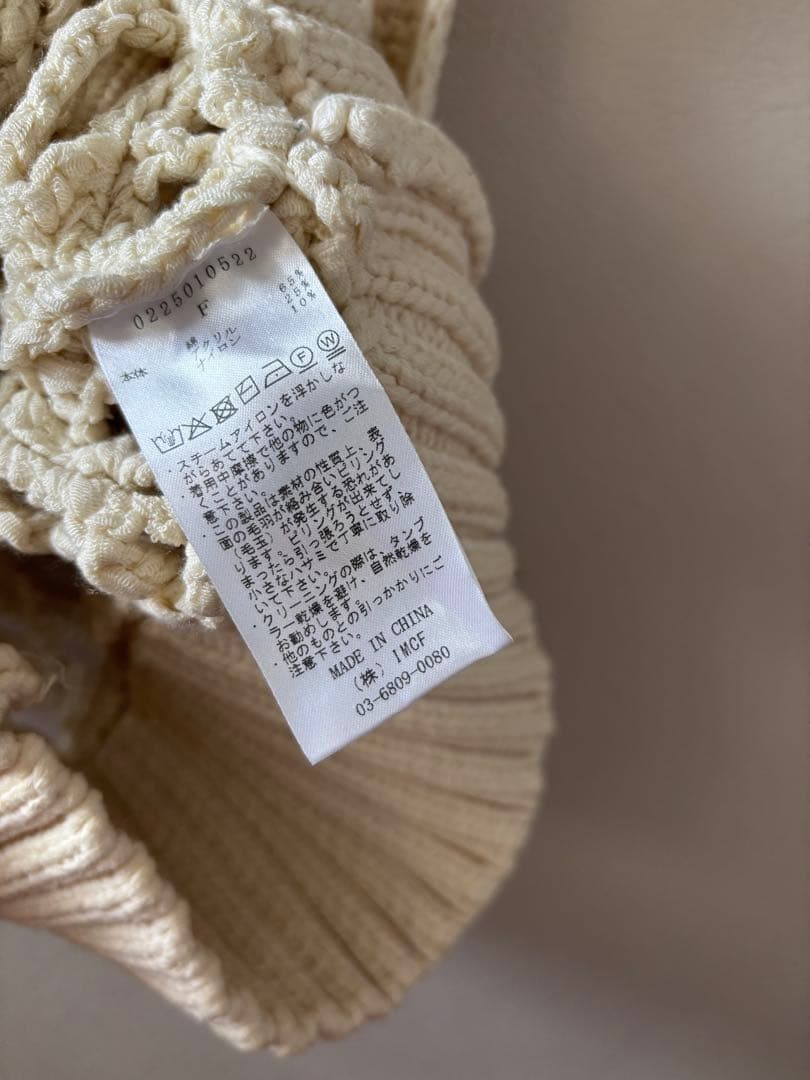 0225010522
F
本体 綿 65%
アクリル 25%
ナイロン 10%
F W
・スチームアイロンを浮かしな
がらあてて下さい。
・着用中摩擦で他の物に色がつ
くことがありますので、ご注
意下さい。
・この製品は素材の性質上、表
面の毛羽が絡み合いピリング
(毛玉)が発生する恐れがあ
ります。ピリングが出来てし
まったら引っ張ろうとせず、
小さなハサミで丁寧に取り除
いて下さい。
・クリーニングの際は、タンブ
ラー乾燥を避け、自然乾燥を
お勧めします。
・他のものとの引っかかりにご
注意下さい。
MADE IN CHINA
(株) IMCF
03-6809-0080